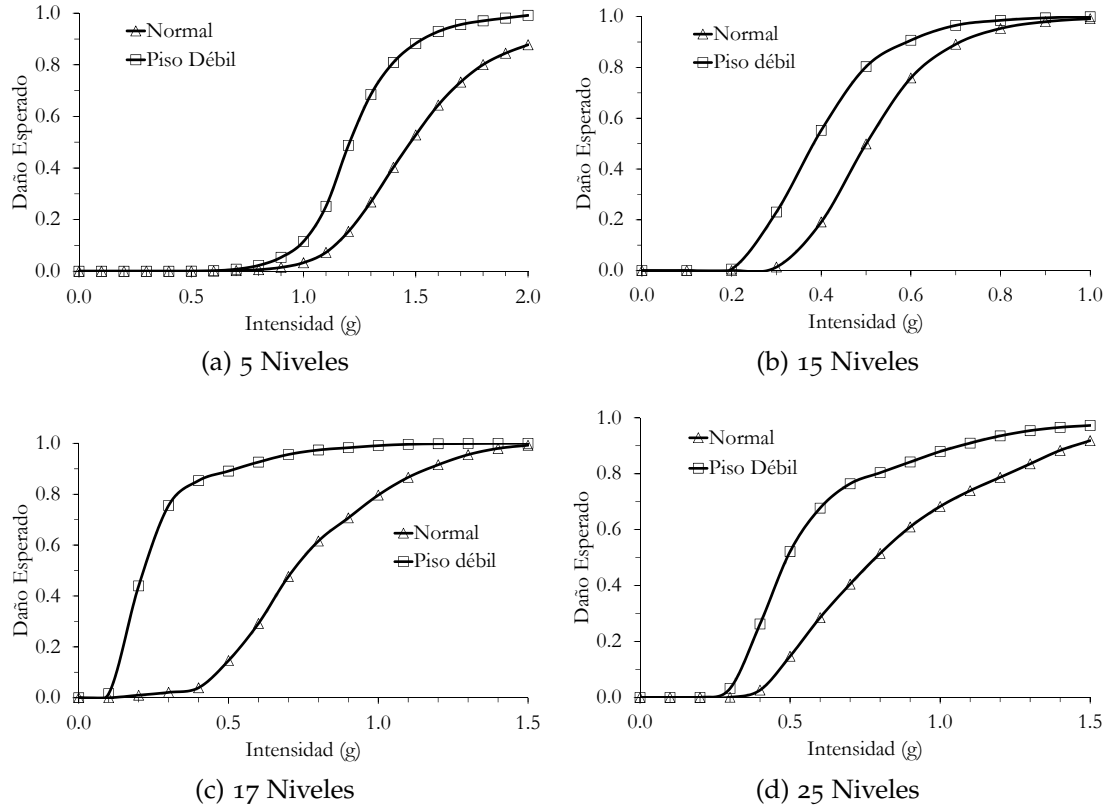 1.0
0.8
0.6
0.4
0.2
0.0
Daño Esperado
Normal
Piso Débil
0.0 0.5 1.0 1.5 2.0
Intensidad (g)
(a) 5 Niveles
1.0
0.8
0.6
0.4
0.2
0.0
Daño Esperado
Normal
Piso débil
0.0 0.2 0.4 0.6 0.8 1.0
Intensidad (g)
(b) 15 Niveles
1.0
0.8
0.6
0.4
0.2
0.0
Daño Esperado
Normal
Piso débil
0.0 0.5 1.0 1.5
Intensidad (g)
(c) 17 Niveles
1.0
0.8
0.6
0.4
0.2
0.0
Daño Esperado
Normal
Piso Débil
0.0 0.5 1.0 1.5
Intensidad (g)
(d) 25 Niveles